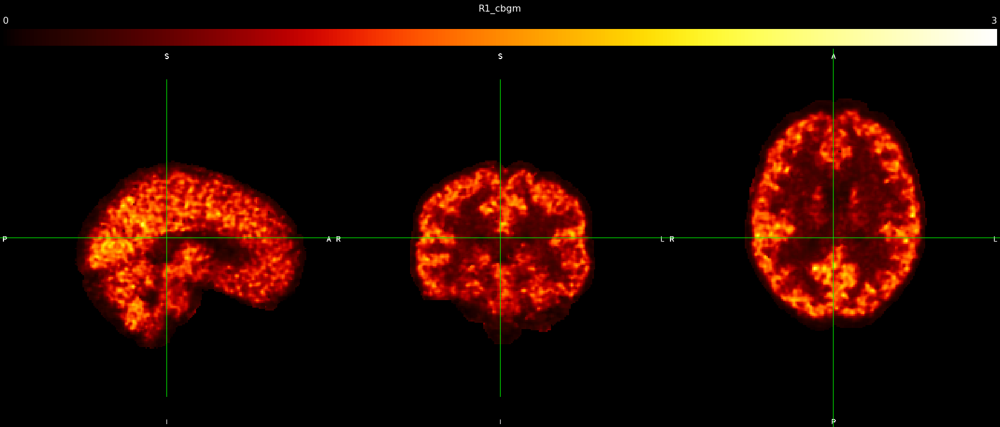 R1_cbgm
0 3
S S A
P A R L R L
I I P